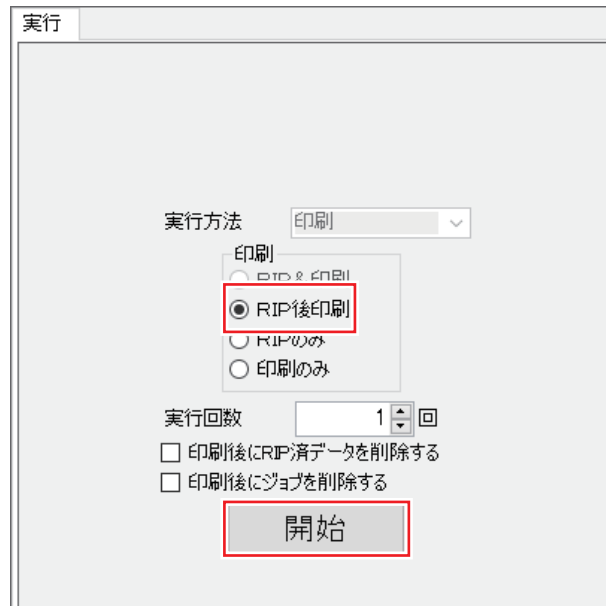 実行
実行方法 印刷
印刷
RIP & 印刷
RIP後印刷
RIPのみ
印刷のみ
実行回数 1 回
印刷後にRIP済データを削除する
印刷後にジョブを削除する
開始